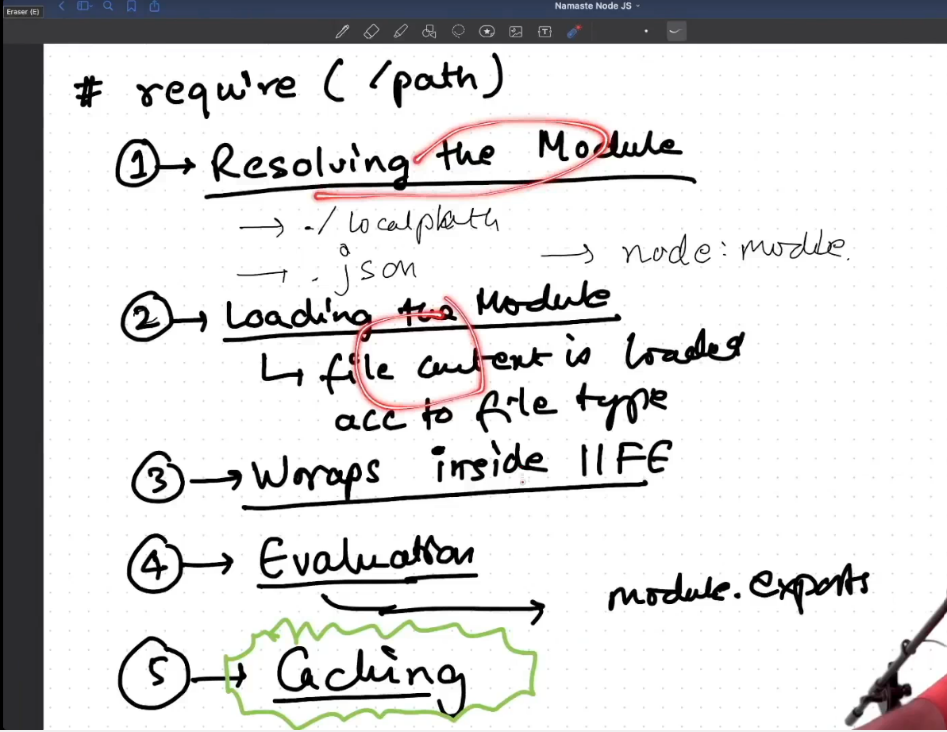 Eraser (E)
Namaste Node JS
# require ( /path)
① → Resolving the Module
→ ./localpath
→ .json → node:module.
② → Loading the Module
↳ file content is loaded
acc to file type
③ → Wraps inside IIFE
④ → Evaluation
module.exports
⑤ → Caching